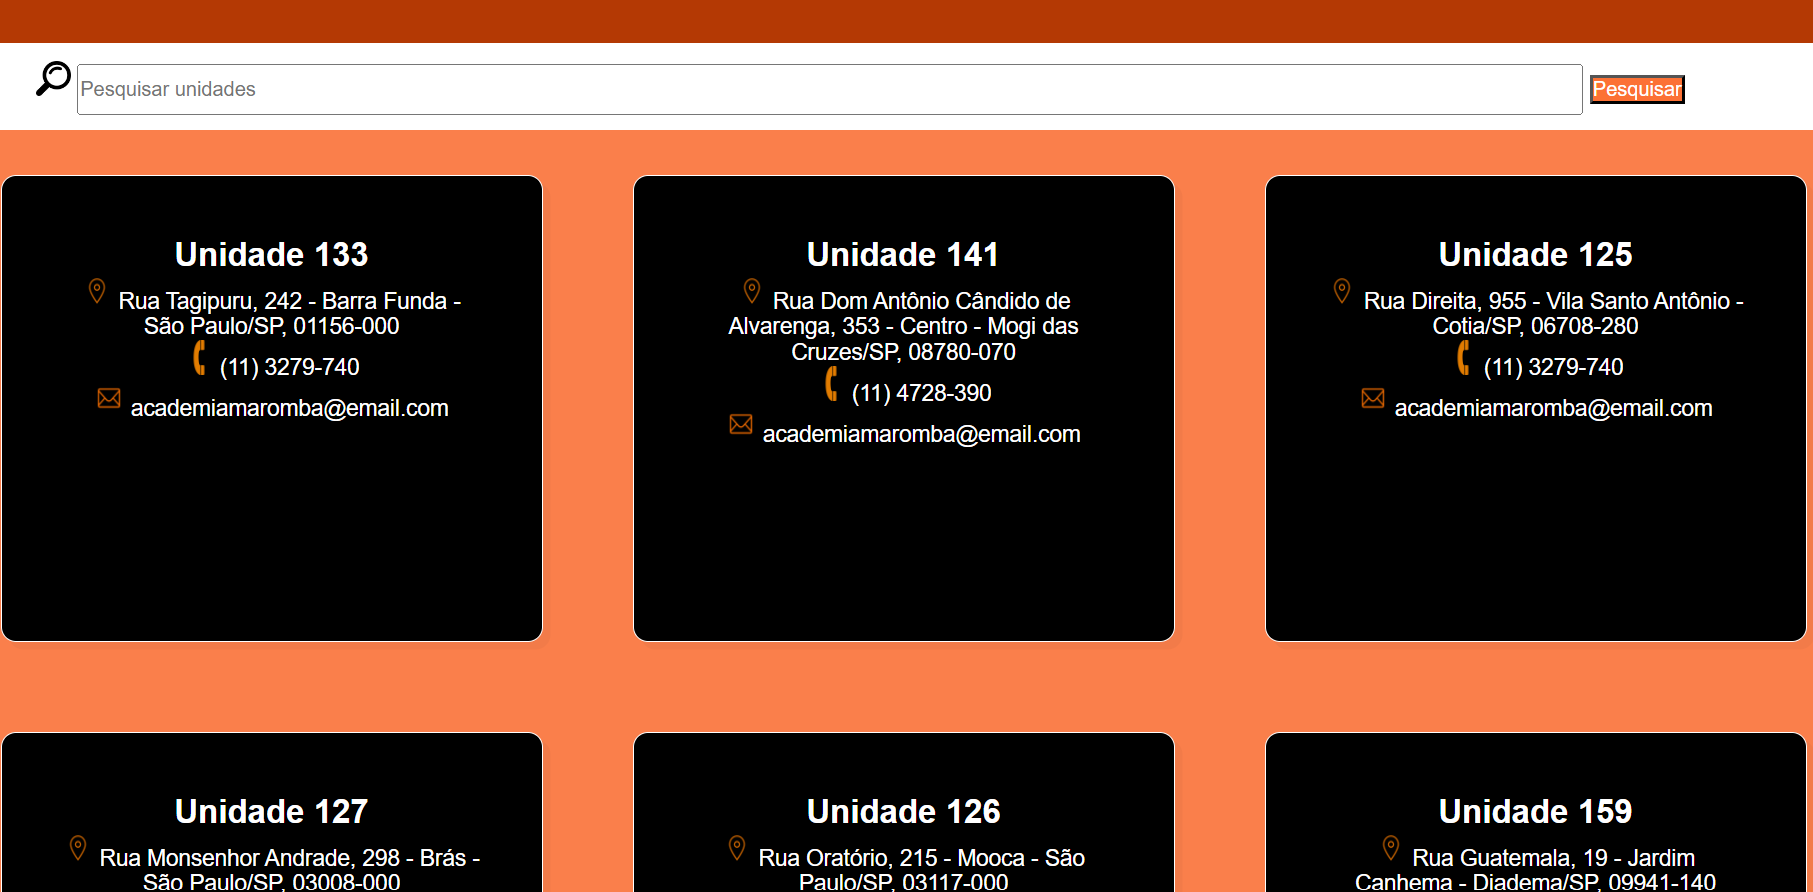 Pesquisar unidades
Pesquisar
Unidade 133
Rua Tagipuru, 242 - Barra Funda -
São Paulo/SP, 01156-000
(11) 3279-740
academiamaromba@email.com
Unidade 141
Rua Dom Antônio Cândido de
Alvarenga, 353 - Centro - Mogi das
Cruzes/SP, 08780-070
(11) 4728-390
academiamaromba@email.com
Unidade 125
Rua Direita, 955 - Vila Santo Antônio -
Cotia/SP, 06708-280
(11) 3279-740
academiamaromba@email.com
Unidade 127
Rua Monsenhor Andrade, 298 - Brás -
São Paulo/SP, 03008-000
Unidade 126
Rua Oratório, 215 - Mooca - São
Paulo/SP, 03117-000
Unidade 159
Rua Guatemala, 19 - Jardim
Canhema - Diadema/SP, 09941-140